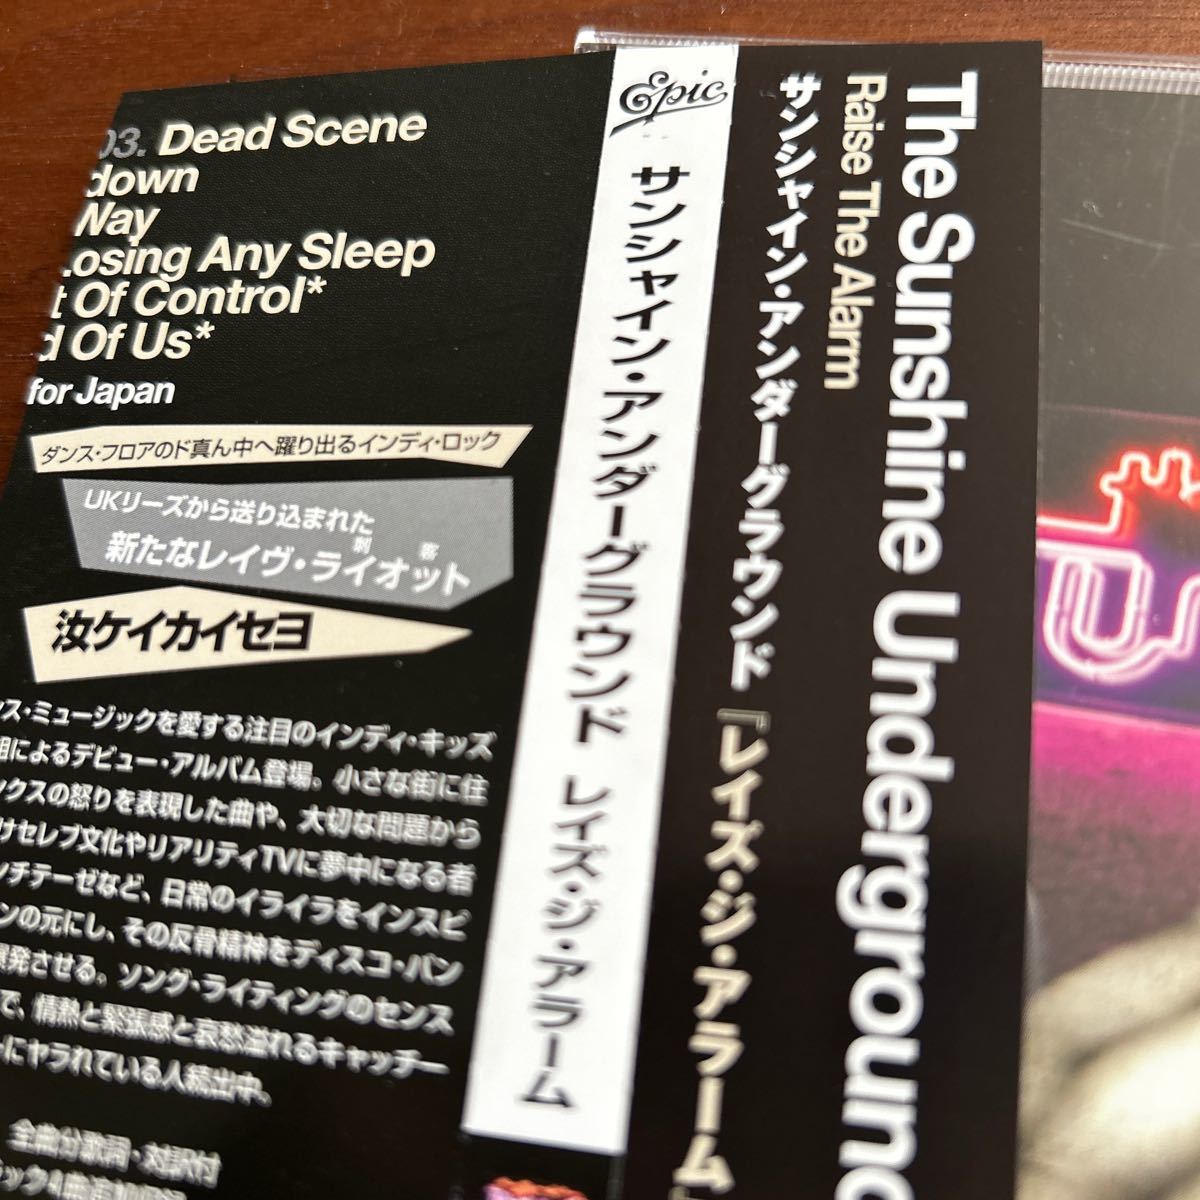 03. Dead Scene
down
Way
Losing Any Sleep
t Of Control*
d Of Us*
for Japan
ダンス・フロアのド真ん中へ躍り出るインディ・ロック
UKリーズから送り込まれた
新たなレイヴ・ライオット
刺客
汝ケイカイセヨ
ス・ミュージックを愛する注目のインディ・キッズ
組によるデビュー・アルバム登場。小さな街に住
ックスの怒りを表現した曲や、大切な問題から
けセレブ文化やリアリティTVに夢中になる者
ンチテーゼなど、日常のイライラをインスピ
ンの元にし、その反骨精神をディスコ・パン
爆発させる。ソング・ライティングのセンス
で、情熱と緊張感と哀愁溢れるキャッチー
にヤラれている人続出中。
全曲分歌詞・対訳付
Epic
サンシャイン・アンダーグラウンド レイズ・ジ・アラーム
サンシャイン・アンダーグラウンド『レイズ・ジ・アラーム』
Raise The Alarm
The Sunshine Underground